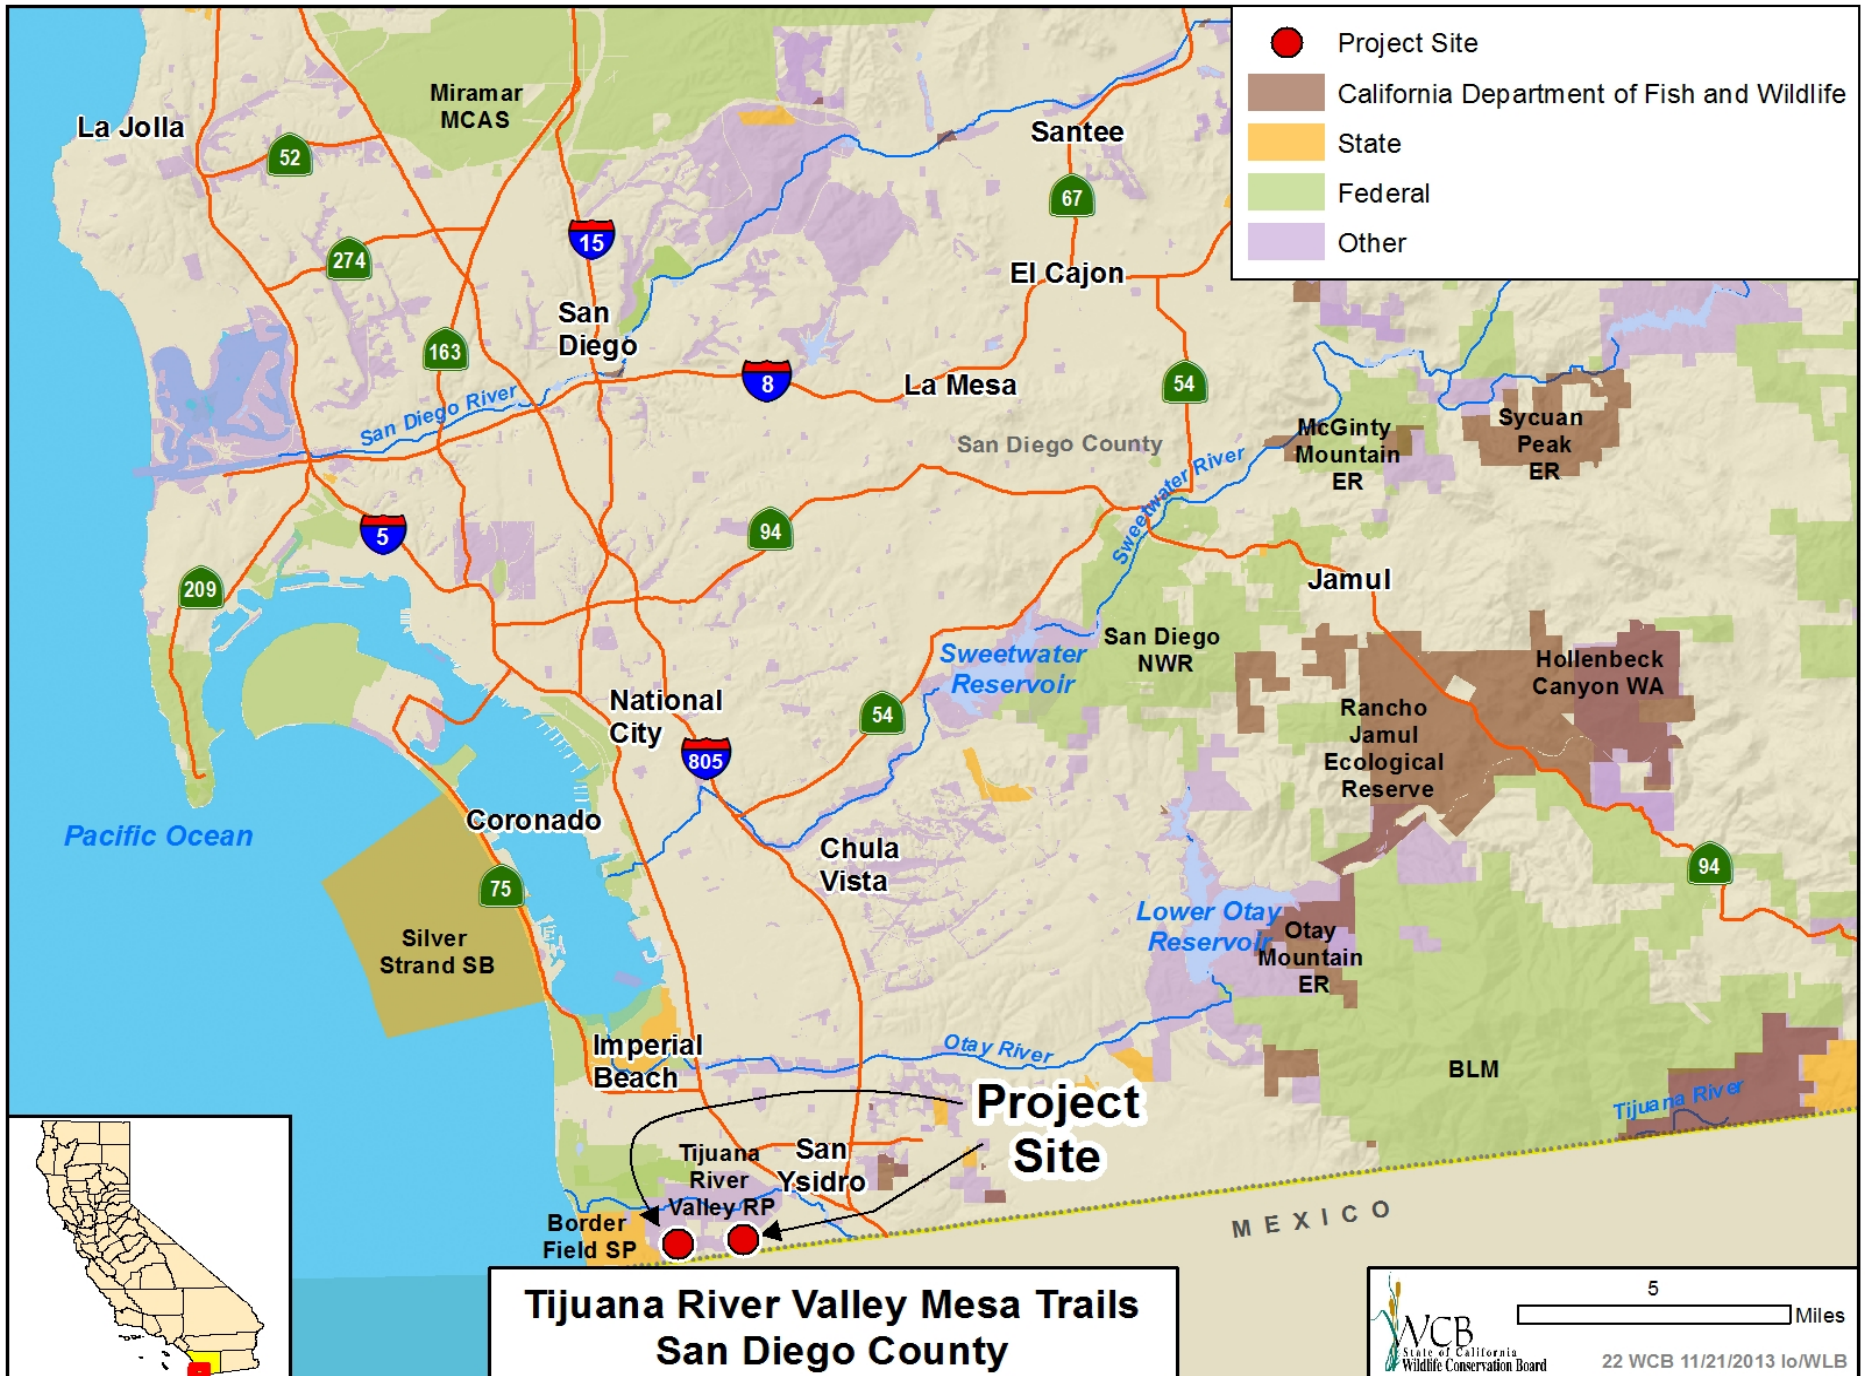 Project Site
California Department of Fish and Wildlife
State
Federal
Other
Miramar
MCAS
La Jolla
52
Santee
67
15
274
El Cajon
San
Diego
163
8
La Mesa
54
San Diego River
San Diego County
McGinty
Mountain
ER
Sycuan
Peak
ER
Sweetwater River
5
94
209
Jamul
San Diego
NWR
Sweetwater
Reservoir
Hollenbeck
Canyon WA
National
City
54
805
Rancho
Jamul
Ecological
Reserve
Pacific Ocean
Coronado
75
Chula
Vista
94
Silver
Strand SB
Lower Otay
Reservoir
Otay
Mountain
ER
Imperial
Beach
Otay River
BLM
Tijuana River
Project
Site
Tijuana
River
Valley RP
San
Ysidro
Border
Field SP
MEXICO
Tijuana River Valley Mesa Trails
San Diego County
5
Miles
WCB
State of California
Wildlife Conservation Board
22 WCB 11/21/2013 lo/WLB